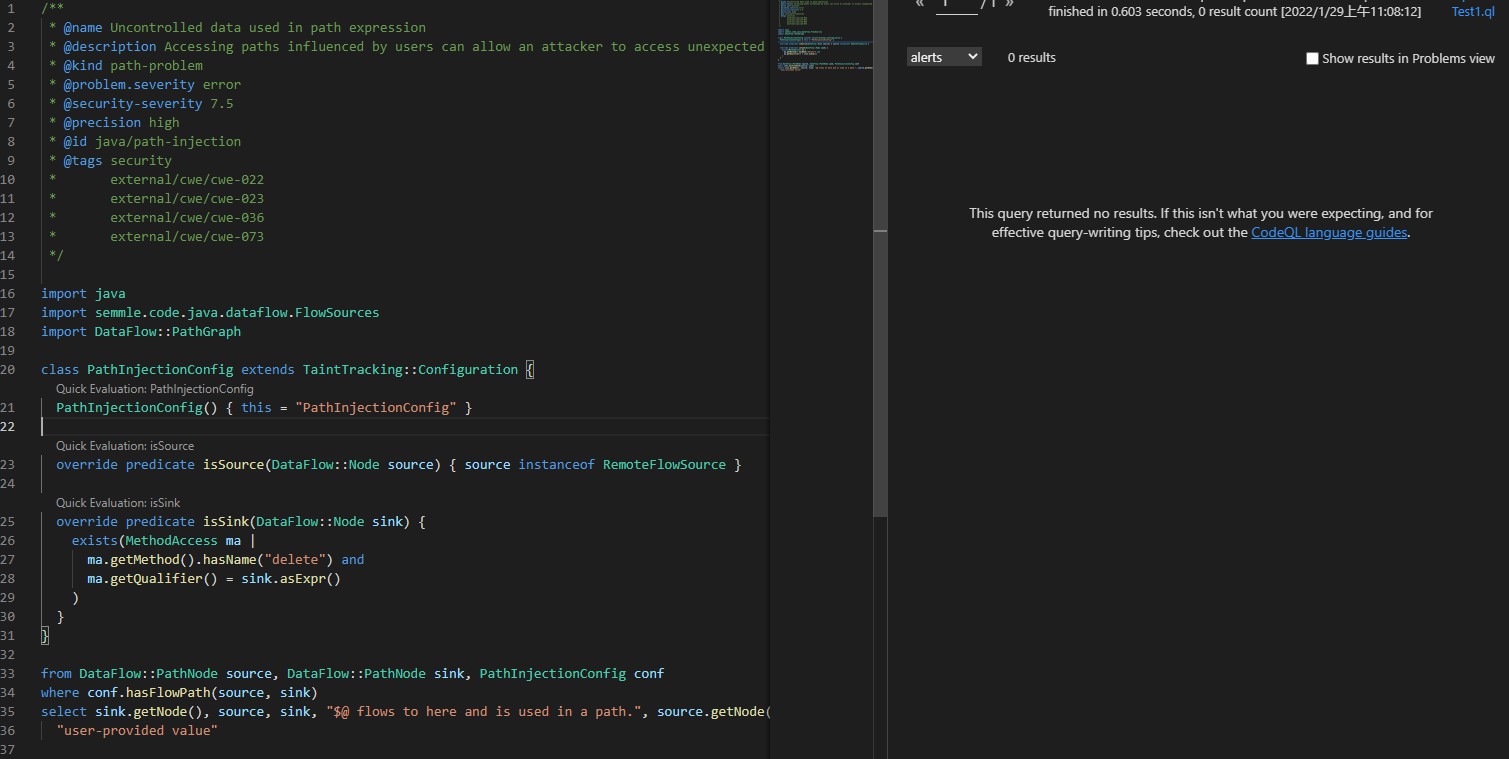 1 /**
2 * @name Uncontrolled data used in path expression
3 * @description Accessing paths influenced by users can allow an attacker to access unexpected
4 * @kind path-problem
5 * @problem.severity error
6 * @security-severity 7.5
7 * @precision high
8 * @id java/path-injection
9 * @tags security
10 * external/cwe/cwe-022
11 * external/cwe/cwe-023
12 * external/cwe/cwe-036
13 * external/cwe/cwe-073
14 */
15
16 import java
17 import semmle.code.java.dataflow.FlowSources
18 import DataFlow::PathGraph
19
20 class PathInjectionConfig extends TaintTracking::Configuration {
Quick Evaluation: PathInjectionConfig
21 PathInjectionConfig() { this = "PathInjectionConfig" }
22
Quick Evaluation: isSource
23 override predicate isSource(DataFlow::Node source) { source instanceof RemoteFlowSource }
24
Quick Evaluation: isSink
25 override predicate isSink(DataFlow::Node sink) {
26 exists(MethodAccess ma |
27 ma.getMethod().hasName("delete") and
28 ma.getQualifier() = sink.asExpr()
29 )
30 }
31 }
32
33 from DataFlow::PathNode source, DataFlow::PathNode sink, PathInjectionConfig conf
34 where conf.hasFlowPath(source, sink)
35 select sink.getNode(), source, sink, "$@ flows to here and is used in a path.", source.getNode(
36 "user-provided value"
37
« 1 / 1 »
finished in 0.603 seconds, 0 result count [2022/1/29上午11:08:12]
Test1.ql
alerts
0 results
Show results in Problems view
This query returned no results. If this isn't what you were expecting, and for
effective query-writing tips, check out the CodeQL language guides.